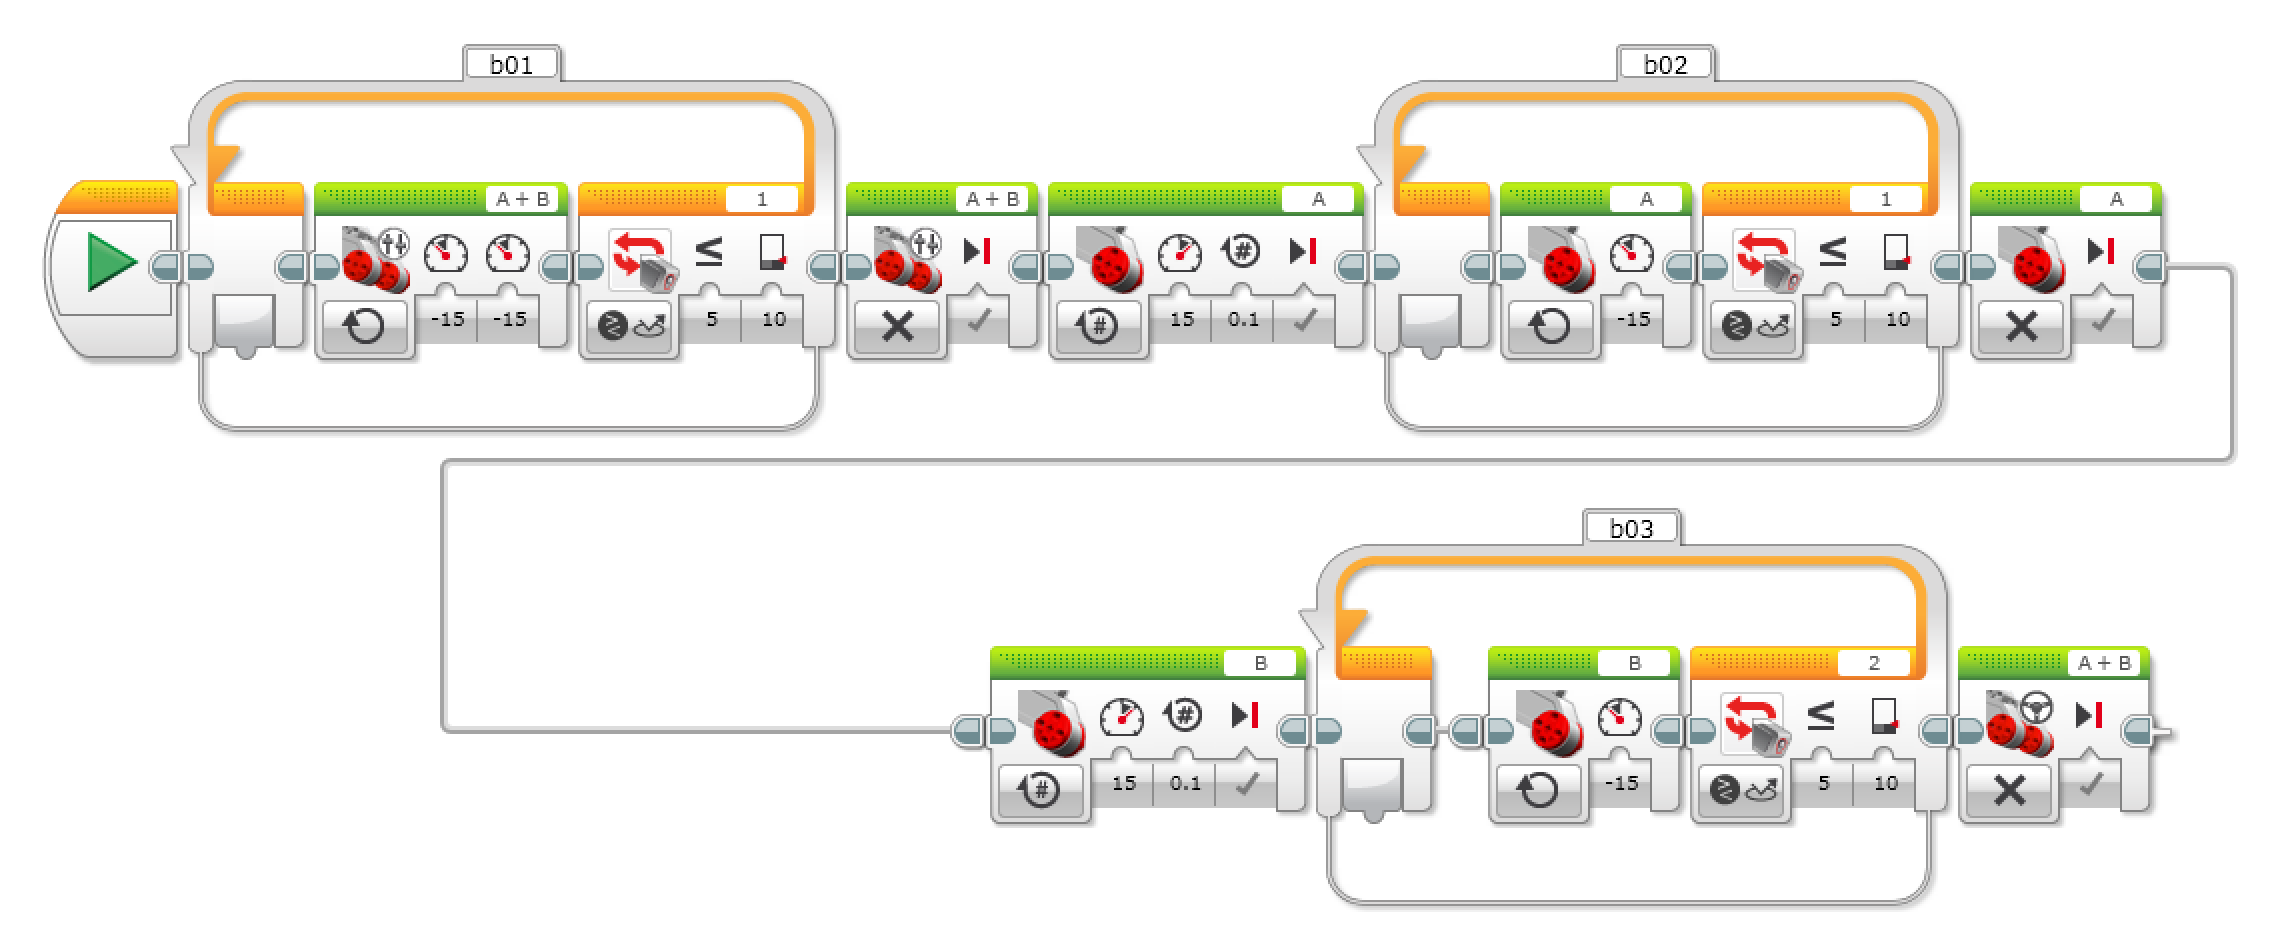 b01
b02
A + B 1 A + B A A 1 A
≤ # ≤
-15 -15 5 10 # 15 0.1 -15 5 10
b03
B B 2 A + B
# ≤
# 15 0.1 -15 5 10